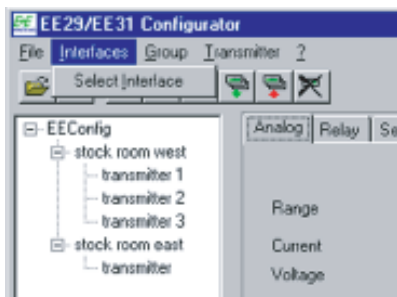 EE29/EE31 Configurator
File Interfaces Group Transmitter ?
Select Interface
EEConfig
stock room west
transmitter 1
transmitter 2
transmitter 3
stock room east
transmitter
Analog Relay Se
Range
Current
Voltage